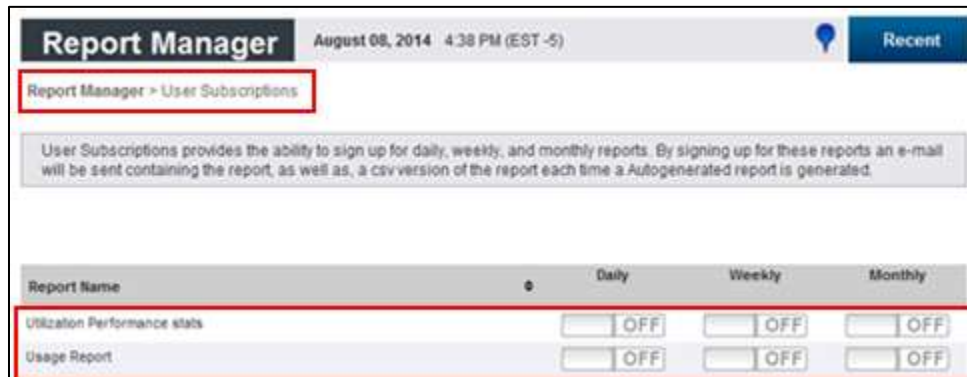 Report Manager August 08, 2014 4:38 PM (EST -5) Recent
Report Manager > User Subscriptions
User Subscriptions provides the ability to sign up for daily, weekly, and monthly reports. By signing up for these reports an e-mail
will be sent containing the report, as well as, a csv version of the report each time a Autogenerated report is generated.
Report Name Daily Weekly Monthly
Utilization Performance stats OFF OFF OFF
Usage Report OFF OFF OFF